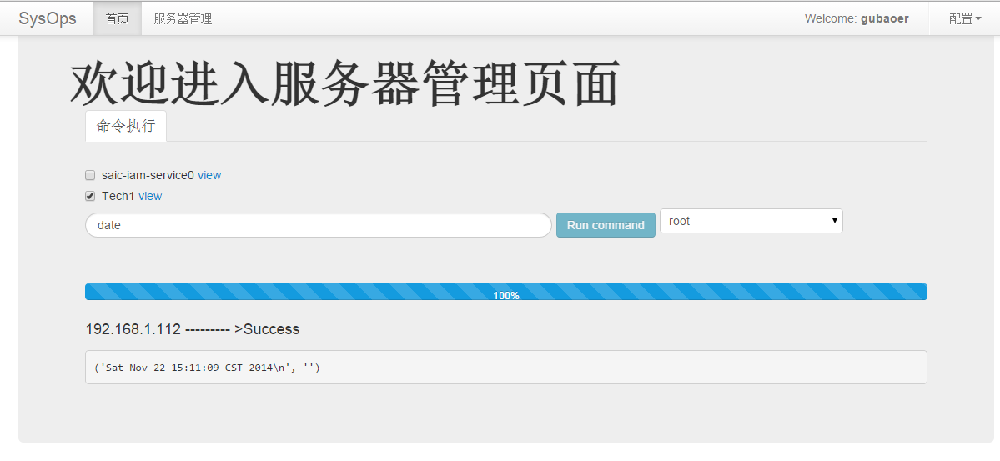 SysOps 首页 服务器管理 Welcome: gubaoer 配置
欢迎进入服务器管理页面
命令执行
saic-iam-service0 view
Tech1 view
date Run command root
100%
192.168.1.112 --------- >Success
('Sat Nov 22 15:11:09 CST 2014\n', '')